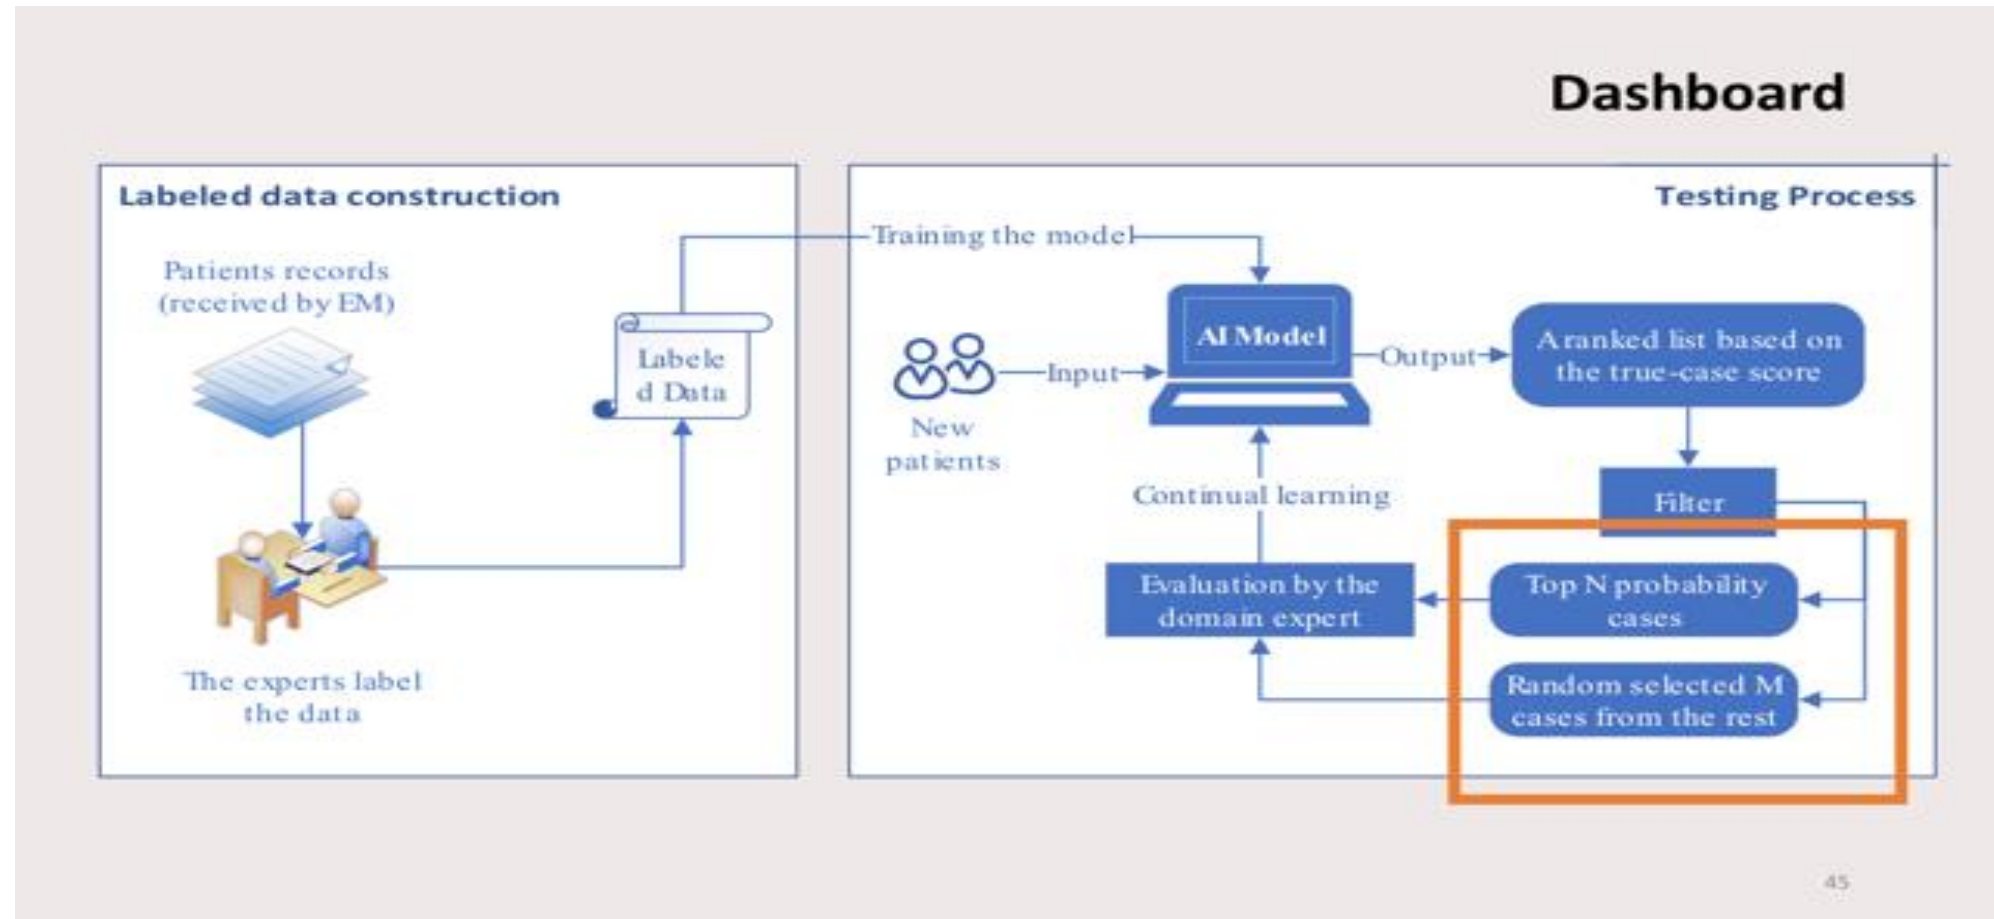 Dashboard
Labeled data construction
Patients records
(received by EM)
Labele
d Data
The experts label
the data
Testing Process
Training the model
AI Model
New
patients
Input
Output
A ranked list based on
the true-case score
Filter
Continual learning
Evaluation by the
domain expert
Top N probability
cases
Random selected M
cases from the rest
45